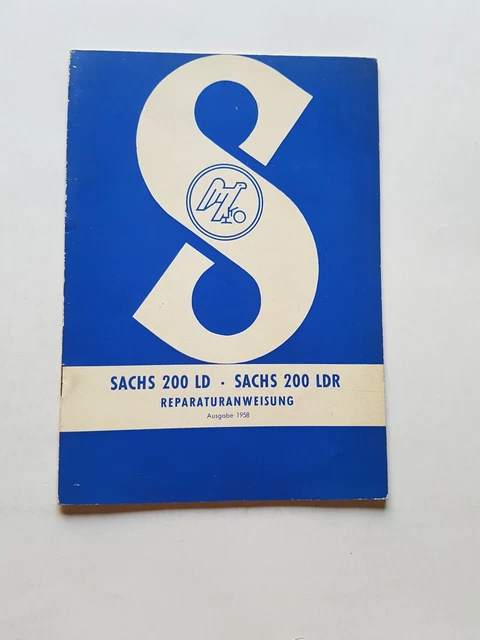 S
SACHS 200 LD · SACHS 200 LDR
REPARATURANWEISUNG
Ausgabe 1958